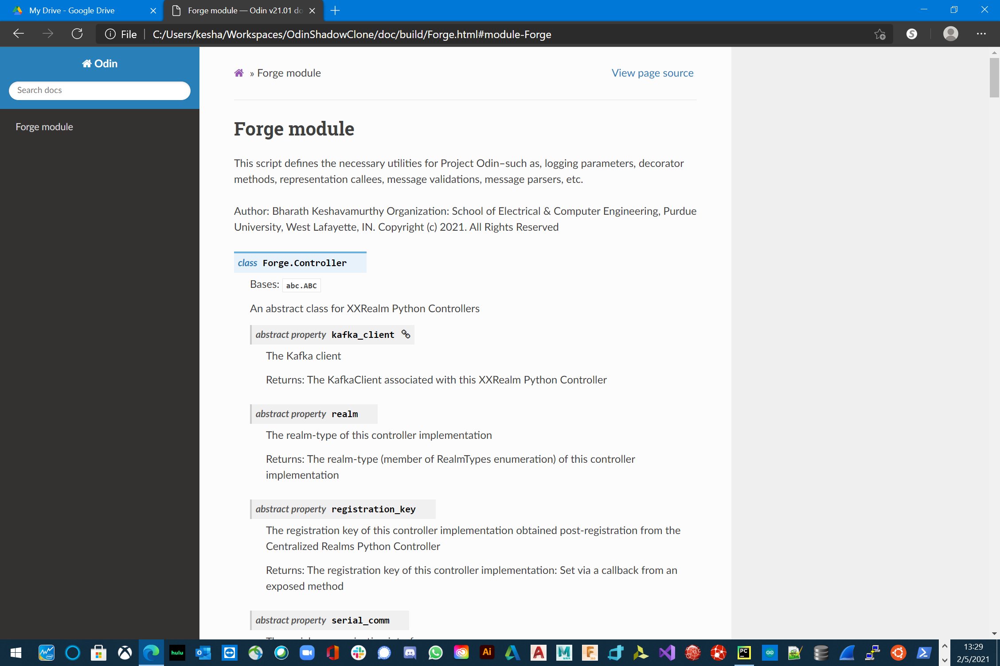 My Drive - Google Drive
Forge module — Odin v21.01 do
File
C:/Users/kesha/Workspaces/OdinShadowClone/doc/build/Forge.html#module-Forge
S
Odin
Search docs
Forge module
» Forge module
View page source
Forge module
This script defines the necessary utilities for Project Odin–such as, logging parameters, decorator
methods, representation callees, message validations, message parsers, etc.
Author: Bharath Keshavamurthy Organization: School of Electrical & Computer Engineering, Purdue
University, West Lafayette, IN. Copyright (c) 2021. All Rights Reserved
class Forge.Controller
Bases: abc.ABC
An abstract class for XXRealm Python Controllers
abstract property kafka_client
The Kafka client
Returns: The KafkaClient associated with this XXRealm Python Controller
abstract property realm
The realm-type of this controller implementation
Returns: The realm-type (member of RealmTypes enumeration) of this controller
implementation
abstract property registration_key
The registration key of this controller implementation obtained post-registration from the
Centralized Realms Python Controller
Returns: The registration key of this controller implementation: Set via a callback from an
exposed method
abstract property serial_comm
hulu
Ai
MAYA
PC
13:29
2/5/2021